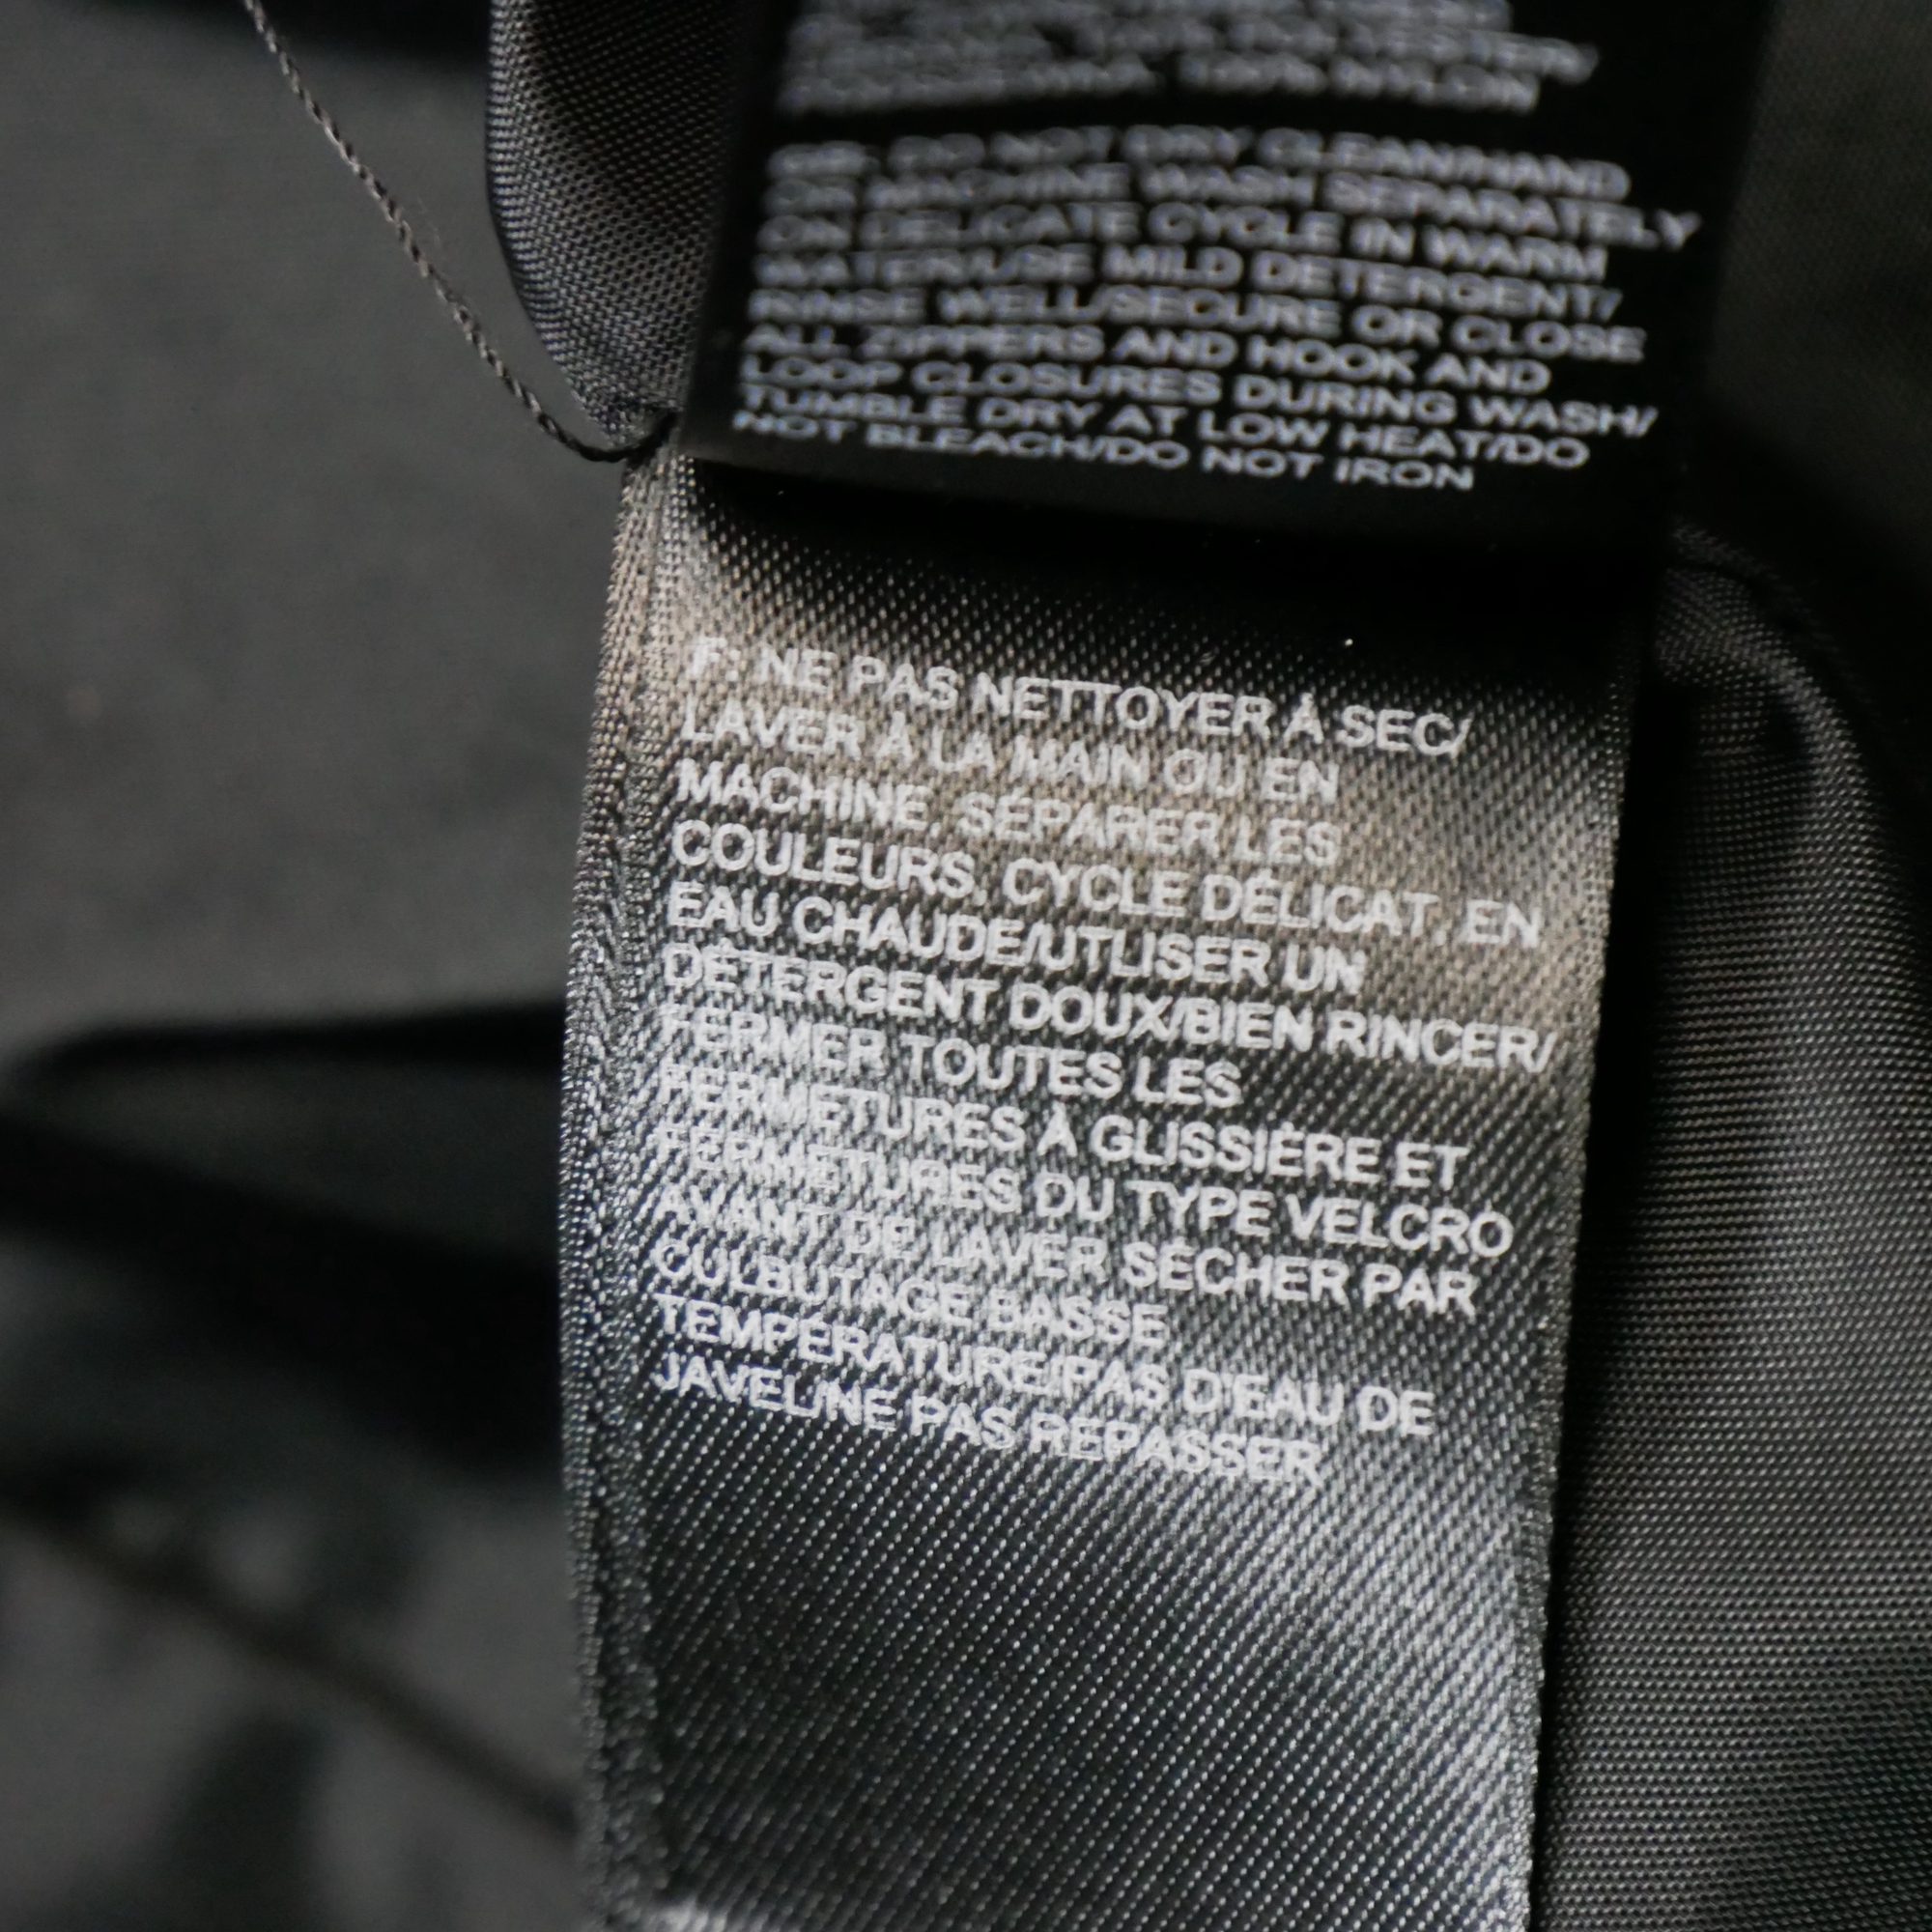 100% NYLON
GB: DO NOT DRY CLEAN/HAND
OR MACHINE WASH SEPARATELY
ON DELICATE CYCLE IN WARM
WATER/USE MILD DETERGENT/
RINSE WELL/SECURE OR CLOSE
ALL ZIPPERS AND HOOK AND
LOOP CLOSURES DURING WASH/
TUMBLE DRY AT LOW HEAT/DO
NOT BLEACH/DO NOT IRON
F: NE PAS NETTOYER À SEC/
LAVER À LA MAIN OU EN
MACHINE, SÉPARER LES
COULEURS, CYCLE DÉLICAT, EN
EAU CHAUDE/UTLISER UN
DÉTERGENT DOUX/BIEN RINCER/
FERMER TOUTES LES
FERMETURES À GLISSIÈRE ET
FERMETURES DU TYPE VELCRO
AVANT DE LAVER SÉCHER PAR
CULBUTAGE BASSE
TEMPÉRATURE/PAS D'EAU DE
JAVEL/NE PAS REPASSER